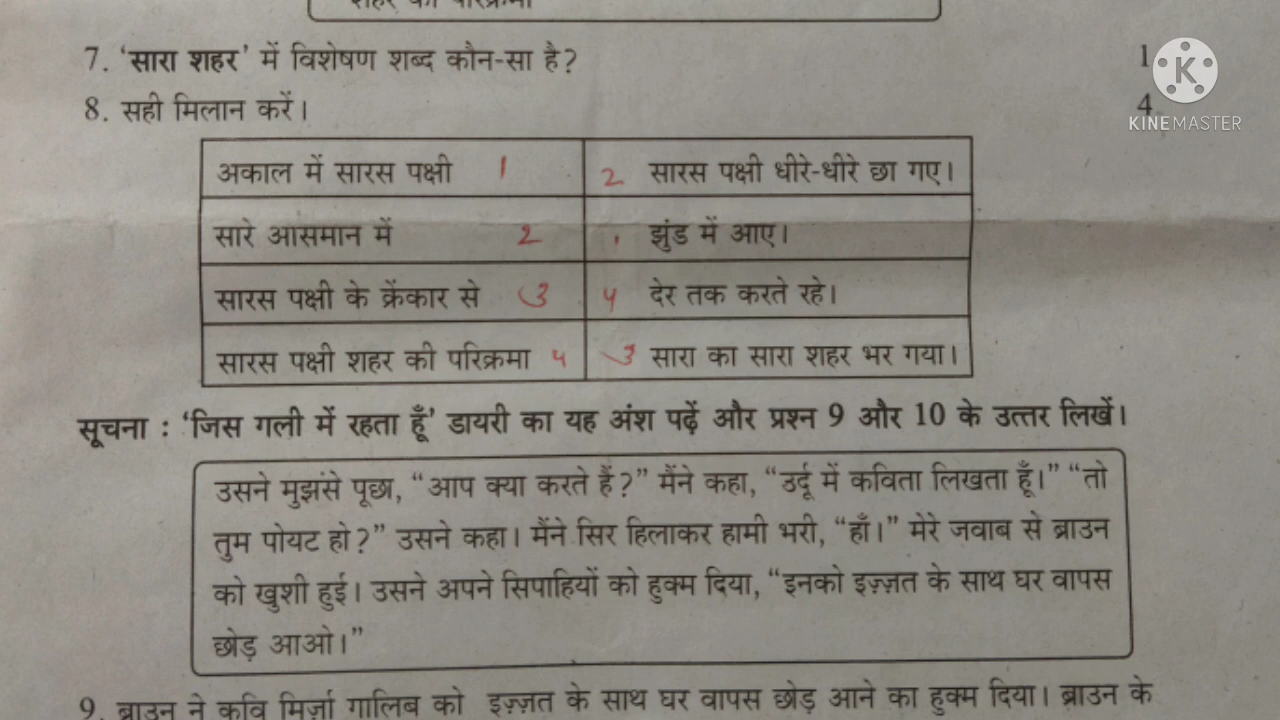 शहर की परिक्रमा
7. ‘सारा शहर’ में विशेषण शब्द कौन-सा है? 1
8. सही मिलान करें। 4
K
KINEMASTER
अकाल में सारस पक्षी 1 2 सारस पक्षी धीरे-धीरे छा गए।
सारे आसमान में 2 1 झुंड में आए।
सारस पक्षी के क्रेंकार से 3 4 देर तक करते रहे।
सारस पक्षी शहर की परिक्रमा 4 3 सारा का सारा शहर भर गया।
सूचना : ‘जिस गली में रहता हूँ’ डायरी का यह अंश पढ़ें और प्रश्न 9 और 10 के उत्तर लिखें।
उसने मुझंसे पूछा, “आप क्या करते हैं?” मैंने कहा, “उर्दू में कविता लिखता हूँ।” “तो
तुम पोयट हो?” उसने कहा। मैंने सिर हिलाकर हामी भरी, “हाँ।” मेरे जवाब से ब्राउन
को खुशी हुई। उसने अपने सिपाहियों को हुक्म दिया, “इनको इज़्ज़त के साथ घर वापस
छोड़ आओ।”
9. ब्राउन ने कवि मिर्ज़ा गालिब को इज़्ज़त के साथ घर वापस छोड़ आने का हुक्म दिया। ब्राउन के